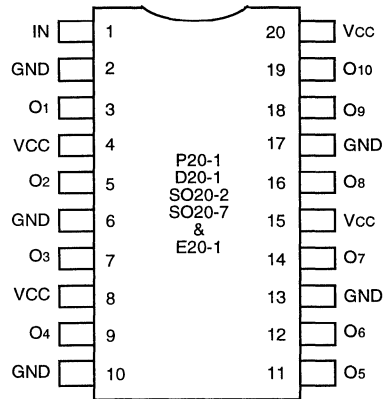 IN 1 20 VCC
GND 2 19 O10
O1 3 18 O9
VCC 4 17 GND
P20-1
D20-1
SO20-2
SO20-7
&
E20-1
O2 5 16 O8
GND 6 15 VCC
O3 7 14 O7
VCC 8 13 GND
O4 9 12 O6
GND 10 11 O5